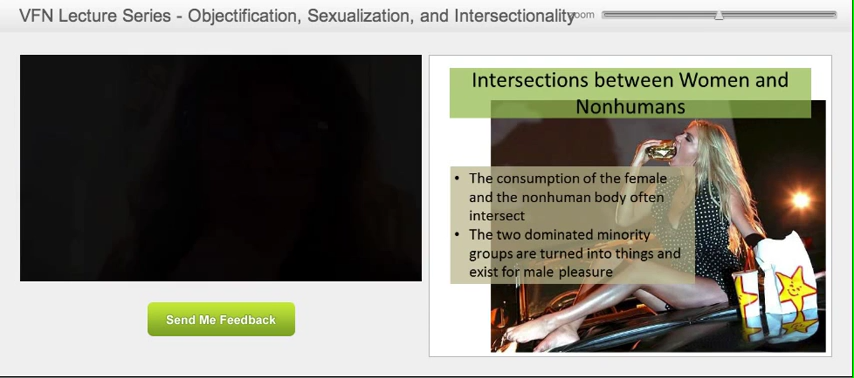 VFN Lecture Series - Objectification, Sexualization, and Intersectionality
oom
Send Me Feedback
Intersections between Women and
Nonhumans
• The consumption of the female
and the nonhuman body often
intersect
• The two dominated minority
groups are turned into things and
exist for male pleasure